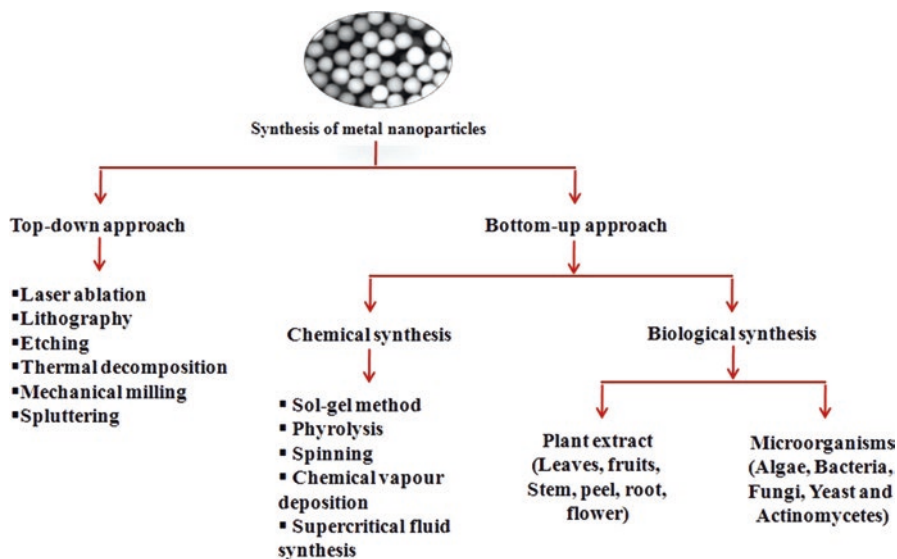 Synthesis of metal nanoparticles
Top-down approach
▪Laser ablation
▪Lithography
▪Etching
▪Thermal decomposition
▪Mechanical milling
▪Spluttering
Bottom-up approach
Chemical synthesis
▪ Sol-gel method
▪ Phyrolysis
▪ Spinning
▪ Chemical vapour
deposition
▪ Supercritical fluid
synthesis
Biological synthesis
Plant extract
(Leaves, fruits,
Stem, peel, root,
flower)
Microorganisms
(Algae, Bacteria,
Fungi, Yeast and
Actinomycetes)